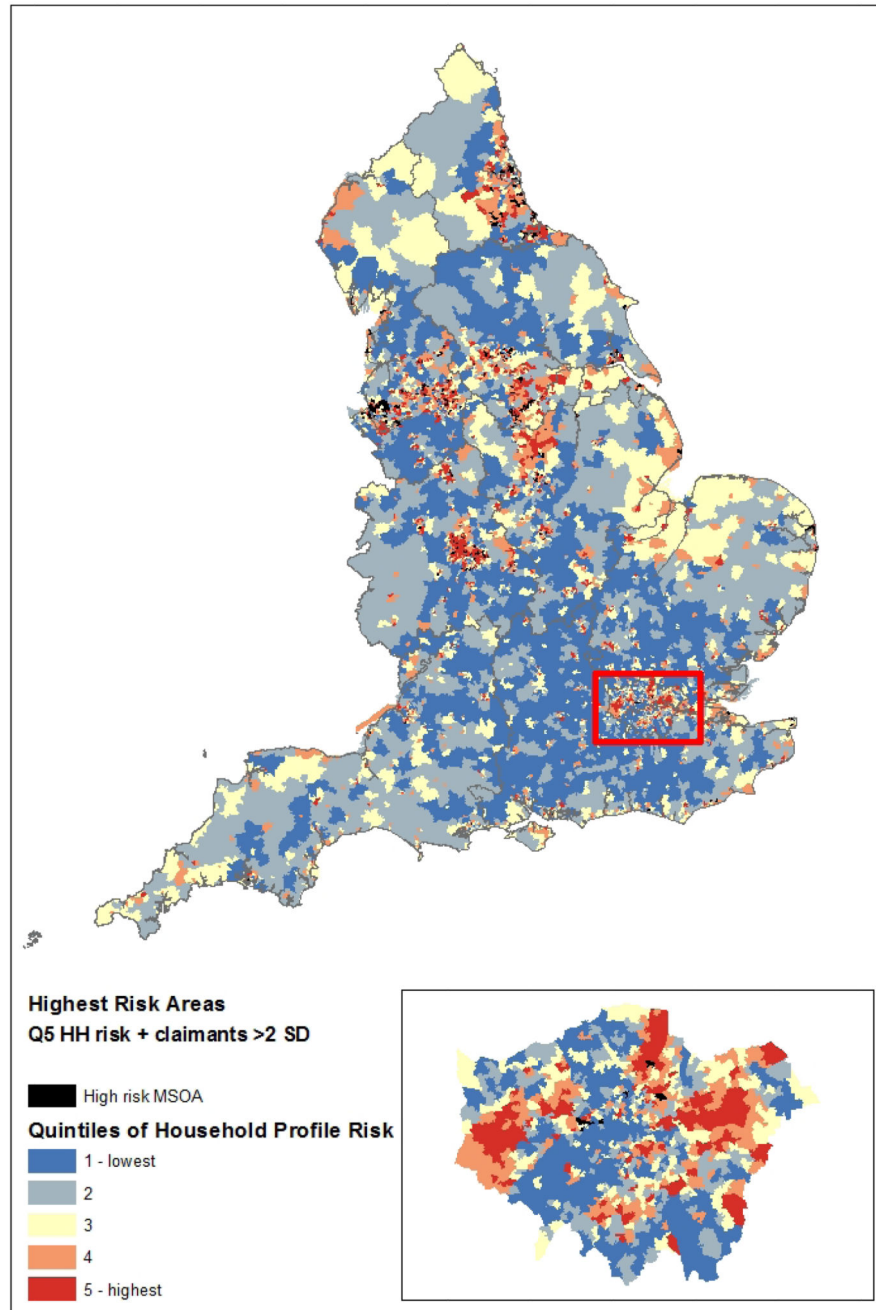 Highest Risk Areas
Q5 HH risk + claimants >2 SD
High risk MSOA
Quintiles of Household Profile Risk
1 - lowest
2
3
4
5 - highest